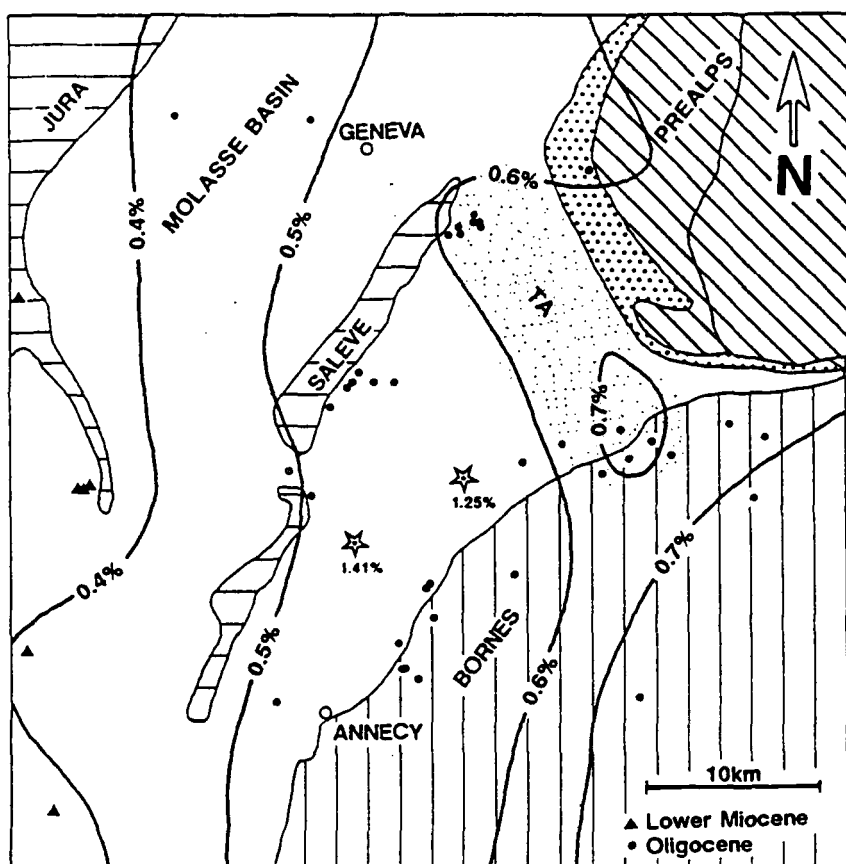 JURA
MOLASSE BASIN
GENEVA
PREALPS
N
0.4%
0.5%
0.6%
TA
SALEVE
0.7%
1.25%
1.41%
0.7%
0.4%
0.5%
BORNES
0.6%
ANNECY
10km
▲ Lower Miocene
• Oligocene